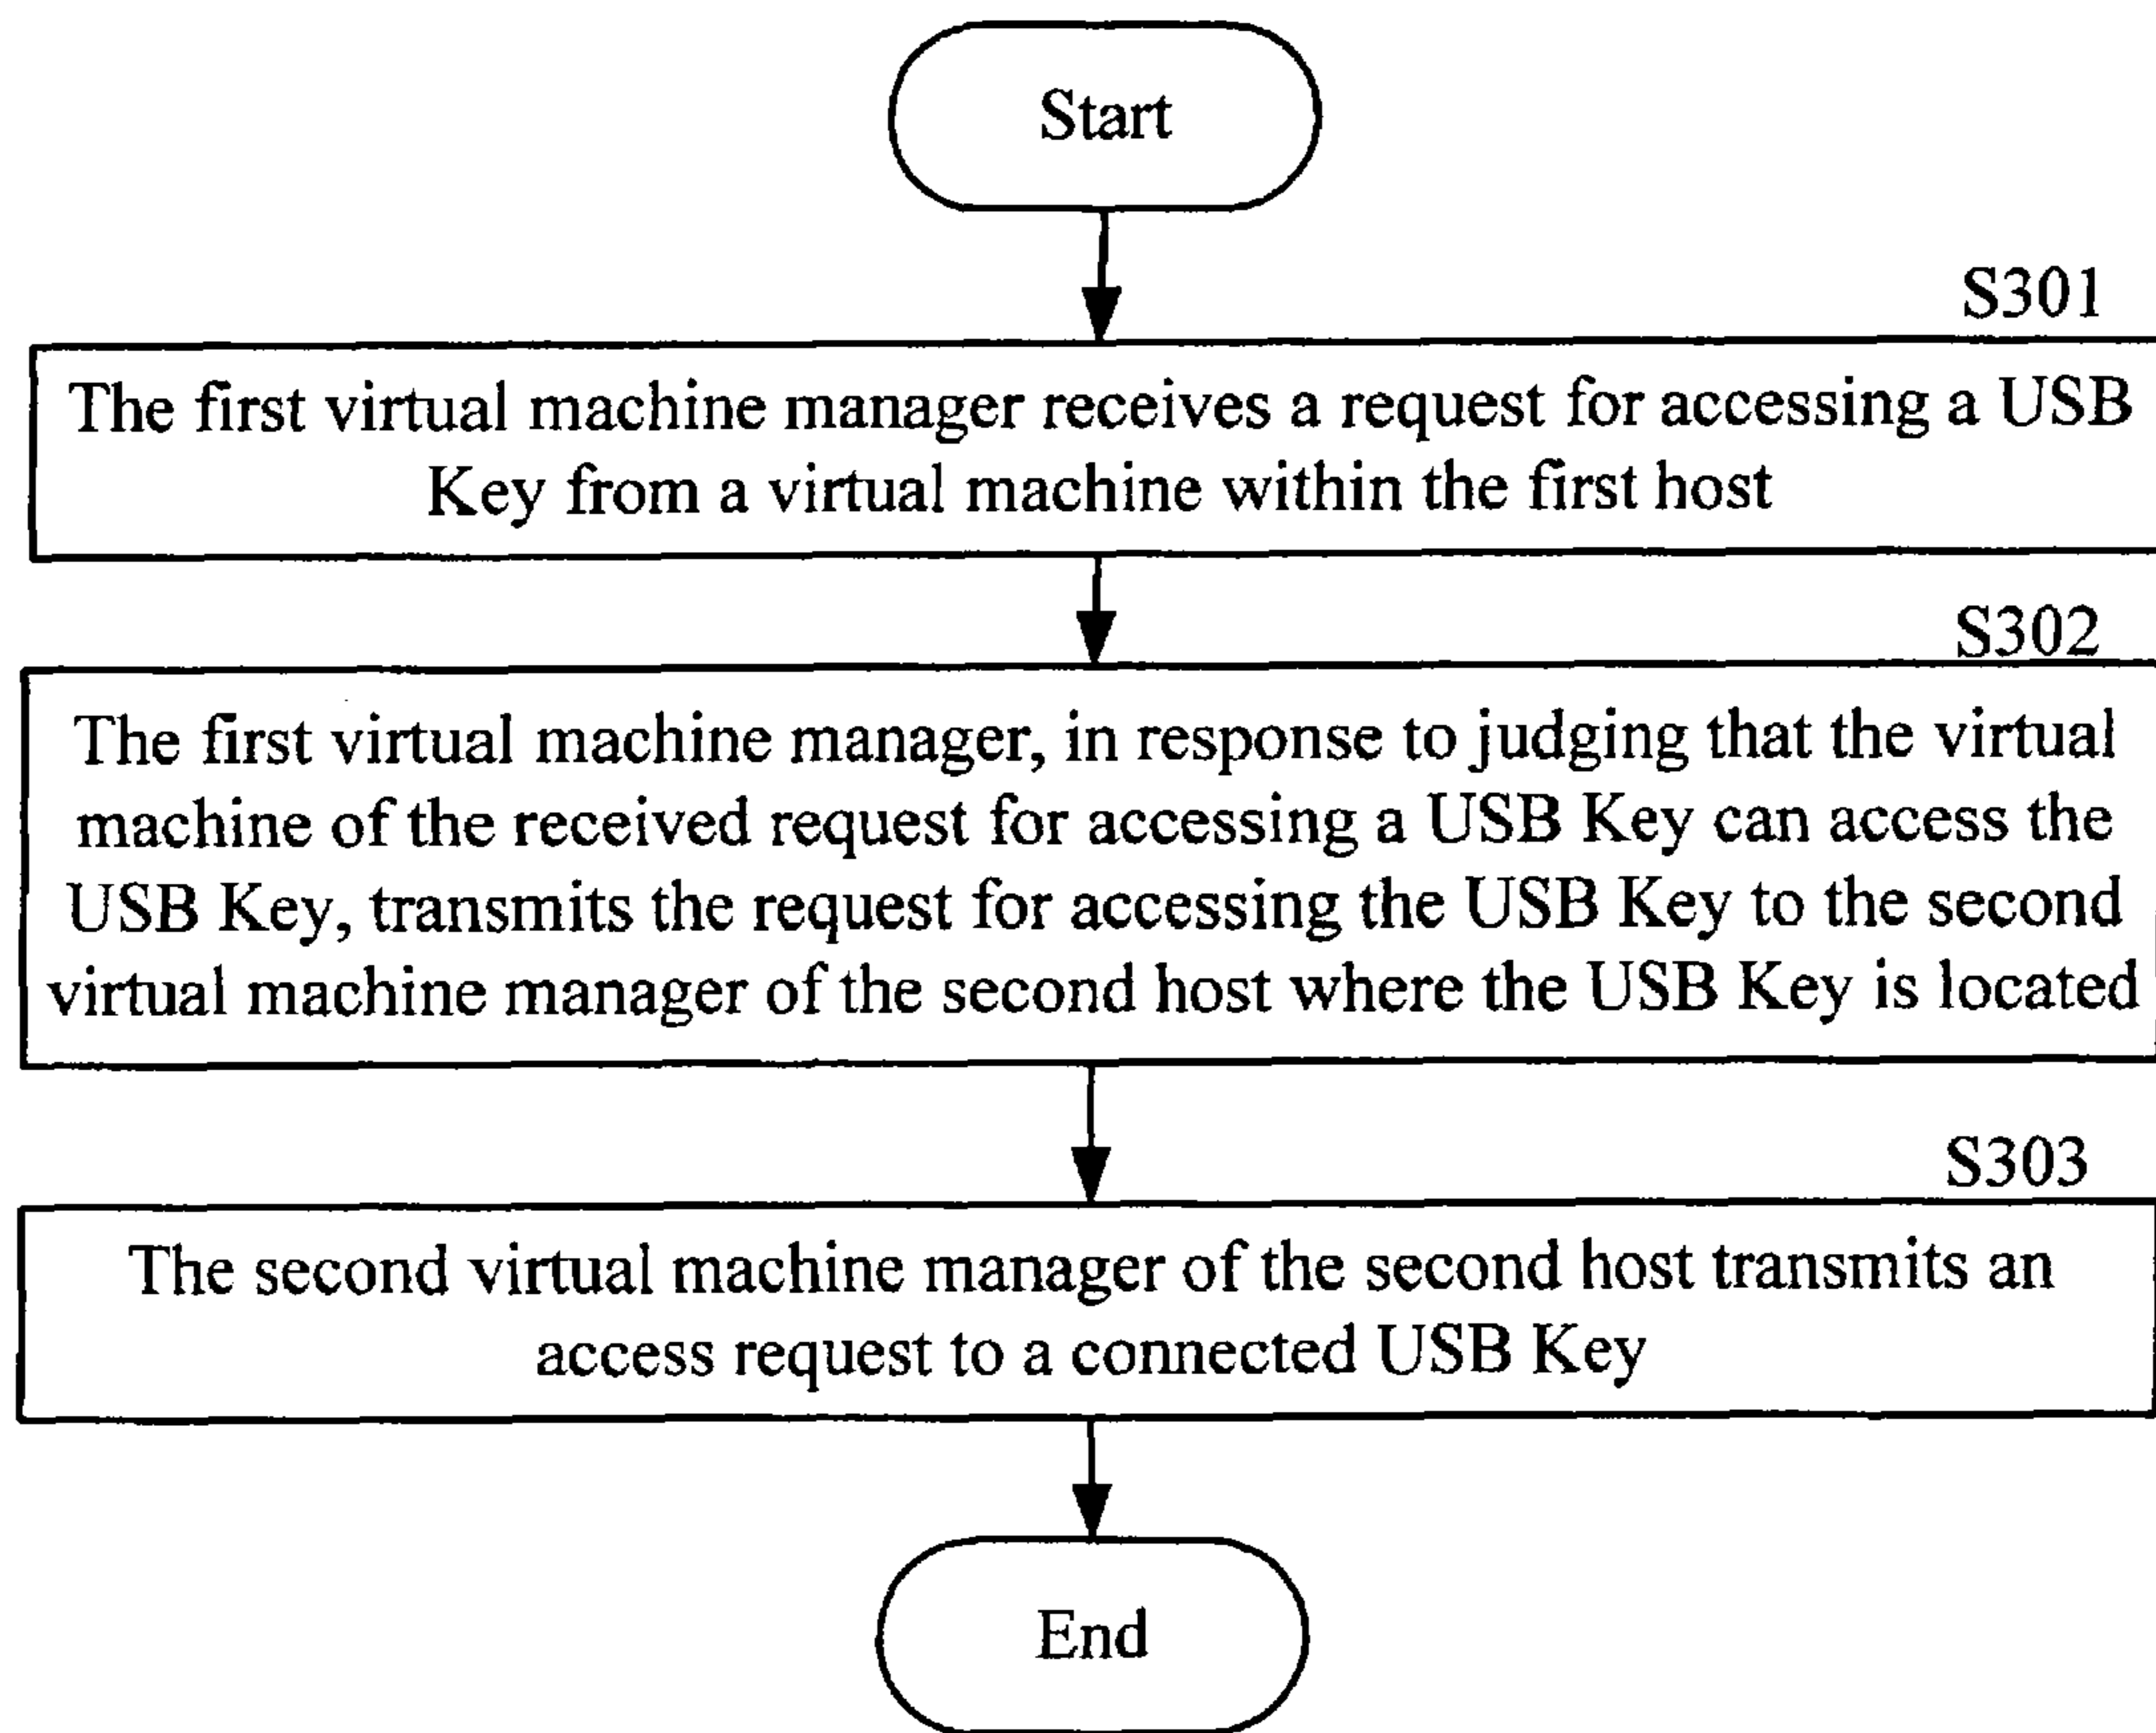 Start
S301
The first virtual machine manager receives a request for accessing a USB
Key from a virtual machine within the first host
S302
The first virtual machine manager, in response to judging that the virtual
machine of the received request for accessing a USB Key can access the
USB Key, transmits the request for accessing the USB Key to the second
virtual machine manager of the second host where the USB Key is located
S303
The second virtual machine manager of the second host transmits an
access request to a connected USB Key
End